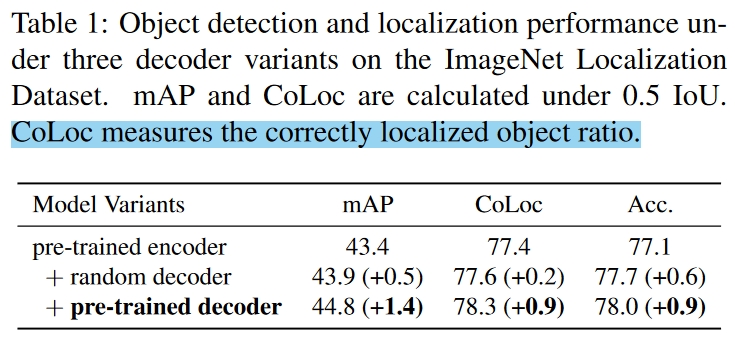 Table 1: Object detection and localization performance un-
der three decoder variants on the ImageNet Localization
Dataset. mAP and CoLoc are calculated under 0.5 IoU.
CoLoc measures the correctly localized object ratio.
Model Variants mAP CoLoc Acc.
pre-trained encoder 43.4 77.4 77.1
+ random decoder 43.9 (+0.5) 77.6 (+0.2) 77.7 (+0.6)
+ pre-trained decoder 44.8 (+1.4) 78.3 (+0.9) 78.0 (+0.9)